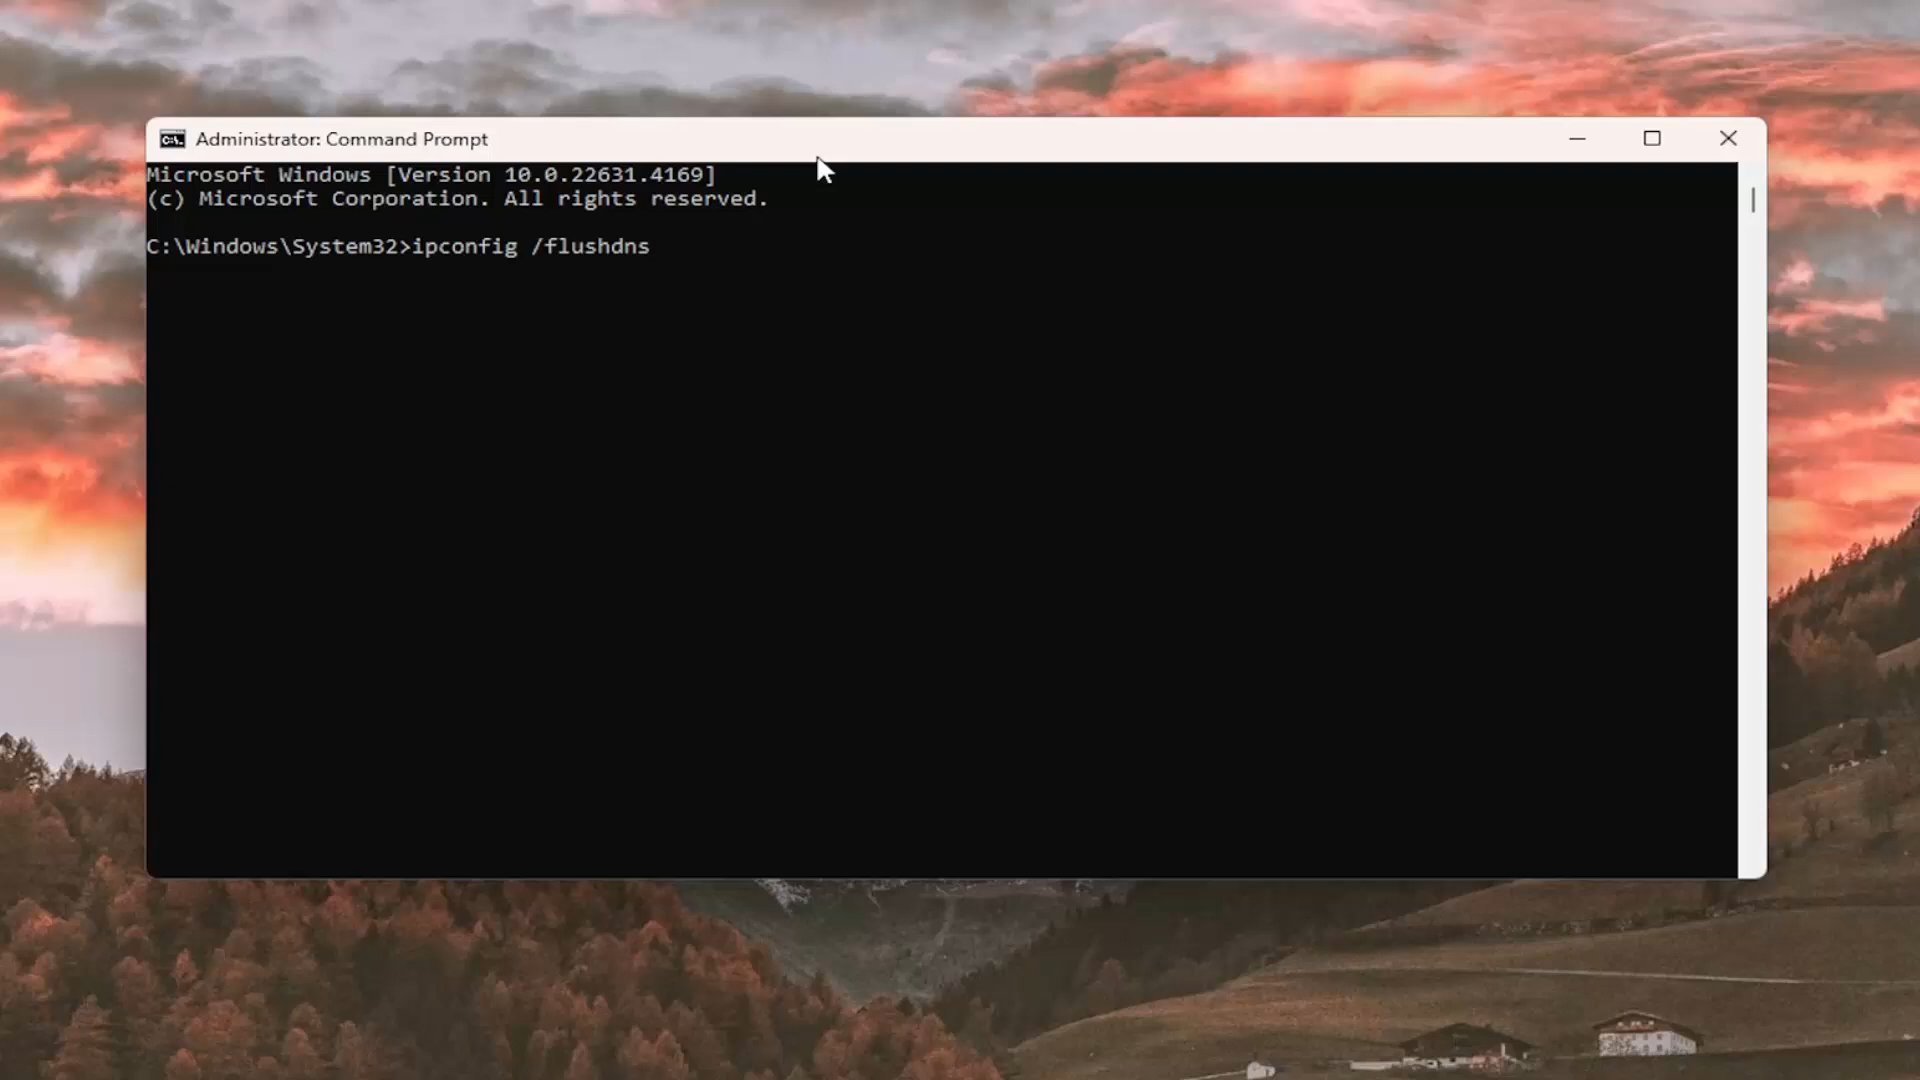 Administrator: Command Prompt
Microsoft Windows [Version 10.0.22631.4169]
(c) Microsoft Corporation. All rights reserved.
C:\Windows\System32>ipconfig /flushdns